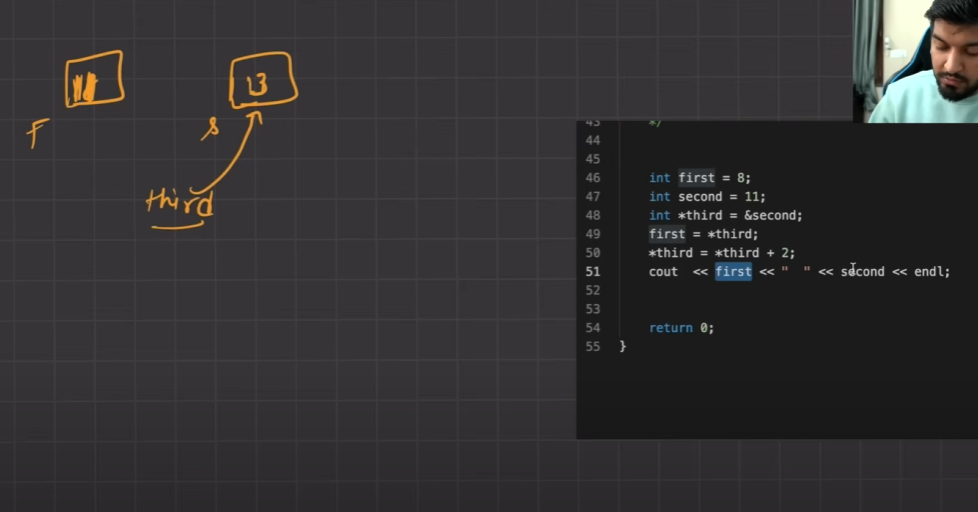 13
F
s
third
43 */
44
45
46 int first = 8;
47 int second = 11;
48 int *third = &second;
49 first = *third;
50 *third = *third + 2;
51 cout << first << "  " << second << endl;
52
53
54 return 0;
55 }